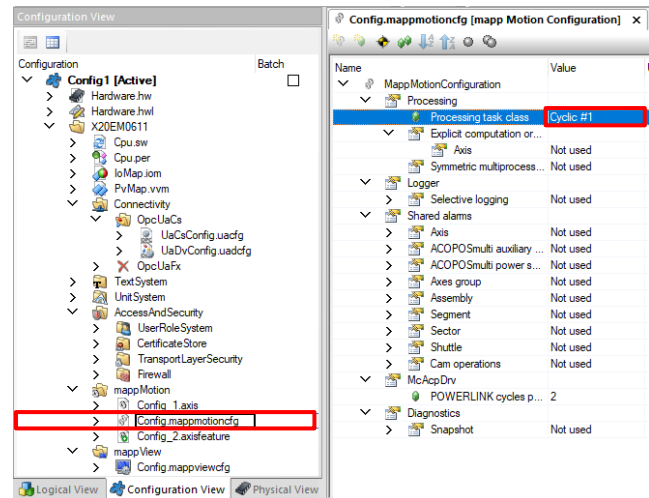 Configuration View
Configuration Batch
Config1 [Active]
Hardware.hw
Hardware.hwl
X20EM0611
Cpu.sw
Cpu.per
IoMap.iom
PvMap.vvm
Connectivity
OpcUaCs
UaCsConfig.uacfg
UaDvConfig.uadcfg
OpcUaFx
TextSystem
UnitSystem
AccessAndSecurity
UserRoleSystem
CertificateStore
TransportLayerSecurity
Firewall
mappMotion
Config_1.axis
Config.mappmotioncfg
Config_2.axisfeature
mappView
Config.mappviewcfg
Logical View Configuration View Physical View
Config.mappmotioncfg [mapp Motion Configuration] x
Name Value
MappMotionConfiguration
Processing
Processing task class Cyclic #1
Explicit computation or...
Axis Not used
Symmetric multiprocess... Not used
Logger
Selective logging Not used
Shared alarms
Axis Not used
ACOPOSmulti auxiliary ... Not used
ACOPOSmulti power s... Not used
Axes group Not used
Assembly Not used
Segment Not used
Sector Not used
Shuttle Not used
Cam operations Not used
McAcpDrv
POWERLINK cycles p... 2
Diagnostics
Snapshot Not used